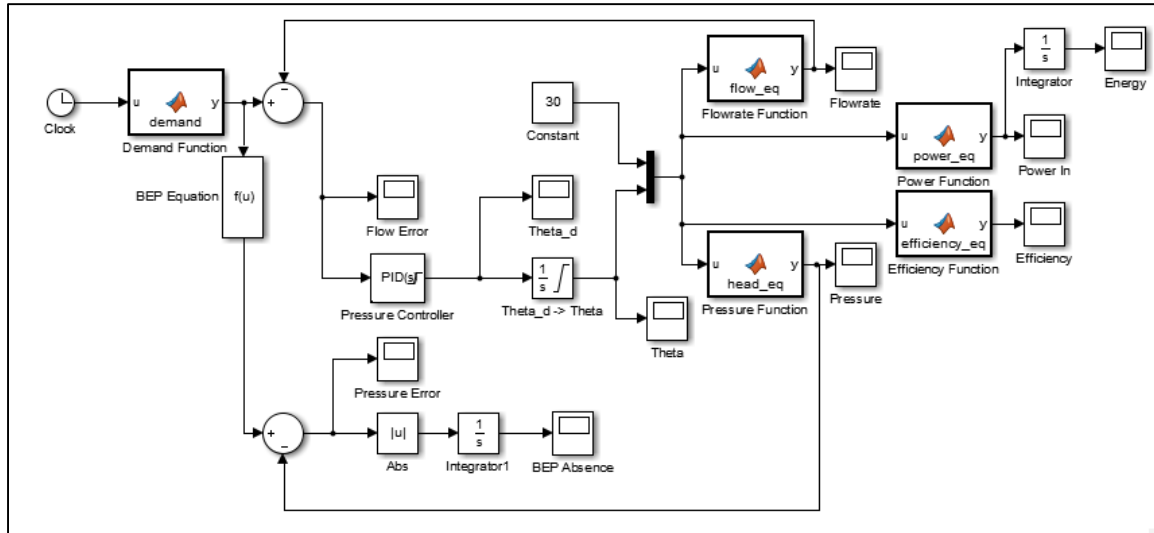 Clock
u
y
demand
Demand Function
BEP Equation
f(u)
+
−
Flow Error
PID(s)
Pressure Controller
Theta_d
1
s
Theta_d -> Theta
30
Constant
Theta
u
y
flow_eq
Flowrate Function
Flowrate
u
y
power_eq
Power Function
Power In
1
s
Integrator
Energy
u
y
efficiency_eq
Efficiency Function
Efficiency
u
y
head_eq
Pressure Function
Pressure
Pressure Error
+
−
|u|
Abs
1
s
Integrator1
BEP Absence